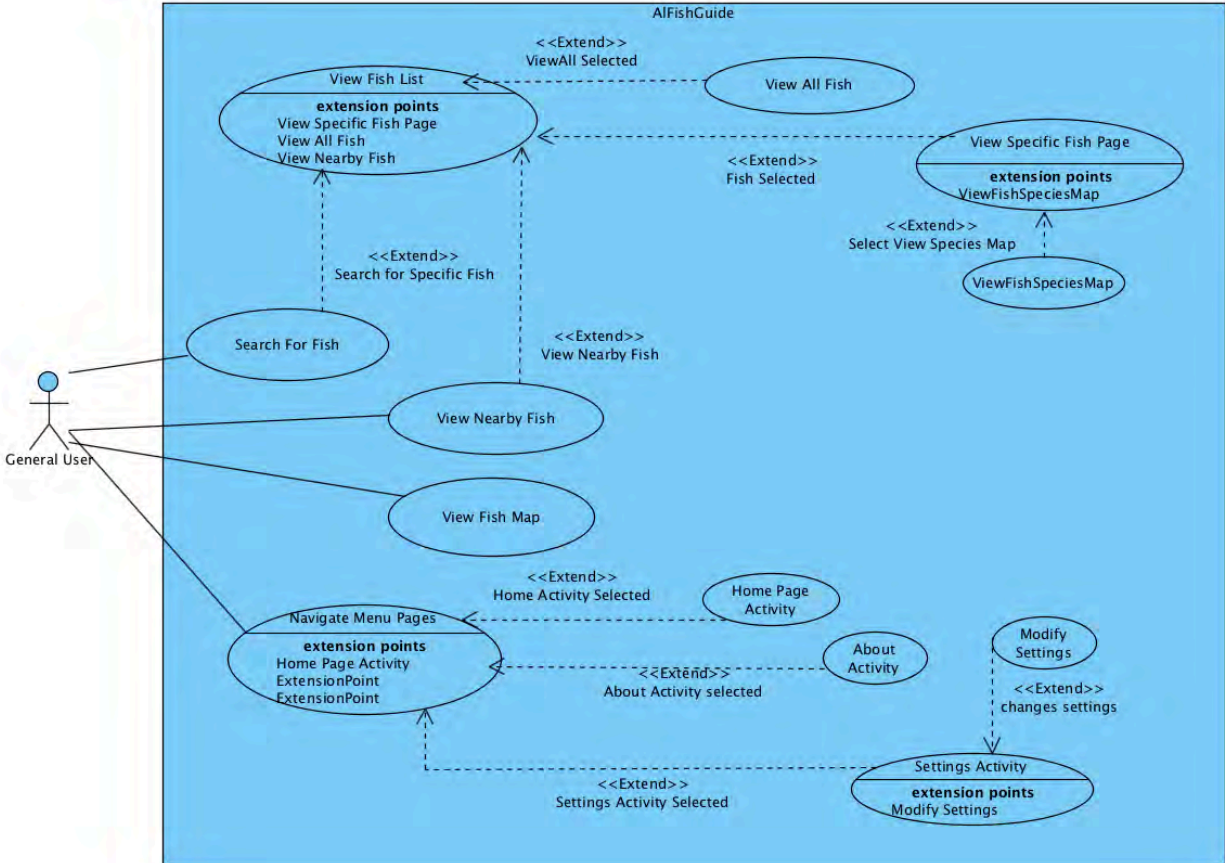 AlFishGuide
<<Extend>>
ViewAll Selected
View Fish List
extension points
View Specific Fish Page
View All Fish
View Nearby Fish
View All Fish
View Specific Fish Page
extension points
ViewFishSpeciesMap
<<Extend>>
Fish Selected
<<Extend>>
Select View Species Map
ViewFishSpeciesMap
<<Extend>>
Search for Specific Fish
Search For Fish
<<Extend>>
View Nearby Fish
View Nearby Fish
General User
View Fish Map
<<Extend>>
Home Activity Selected
Home Page
Activity
Navigate Menu Pages
extension points
Home Page Activity
ExtensionPoint
ExtensionPoint
About
Activity
<<Extend>>
About Activity selected
Modify
Settings
<<Extend>>
changes settings
Settings Activity
extension points
Modify Settings
<<Extend>>
Settings Activity Selected